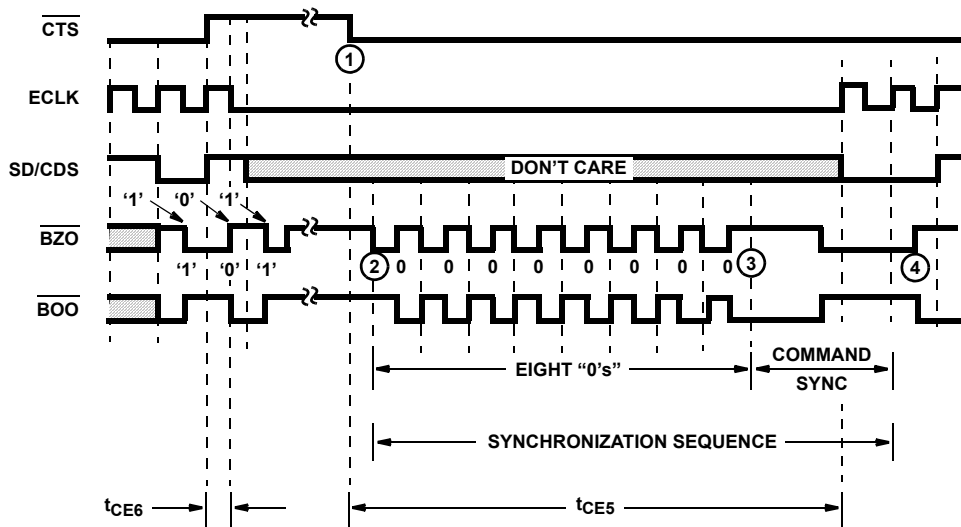 CTS
1
ECLK
SD/CDS
DON'T CARE
'1' '0' '1'
BZO
'1' '0' '1' 2 0 0 0 0 0 0 0 0 3 4
BOO
EIGHT "0's"
COMMAND
SYNC
SYNCHRONIZATION SEQUENCE
tCE6 tCE5